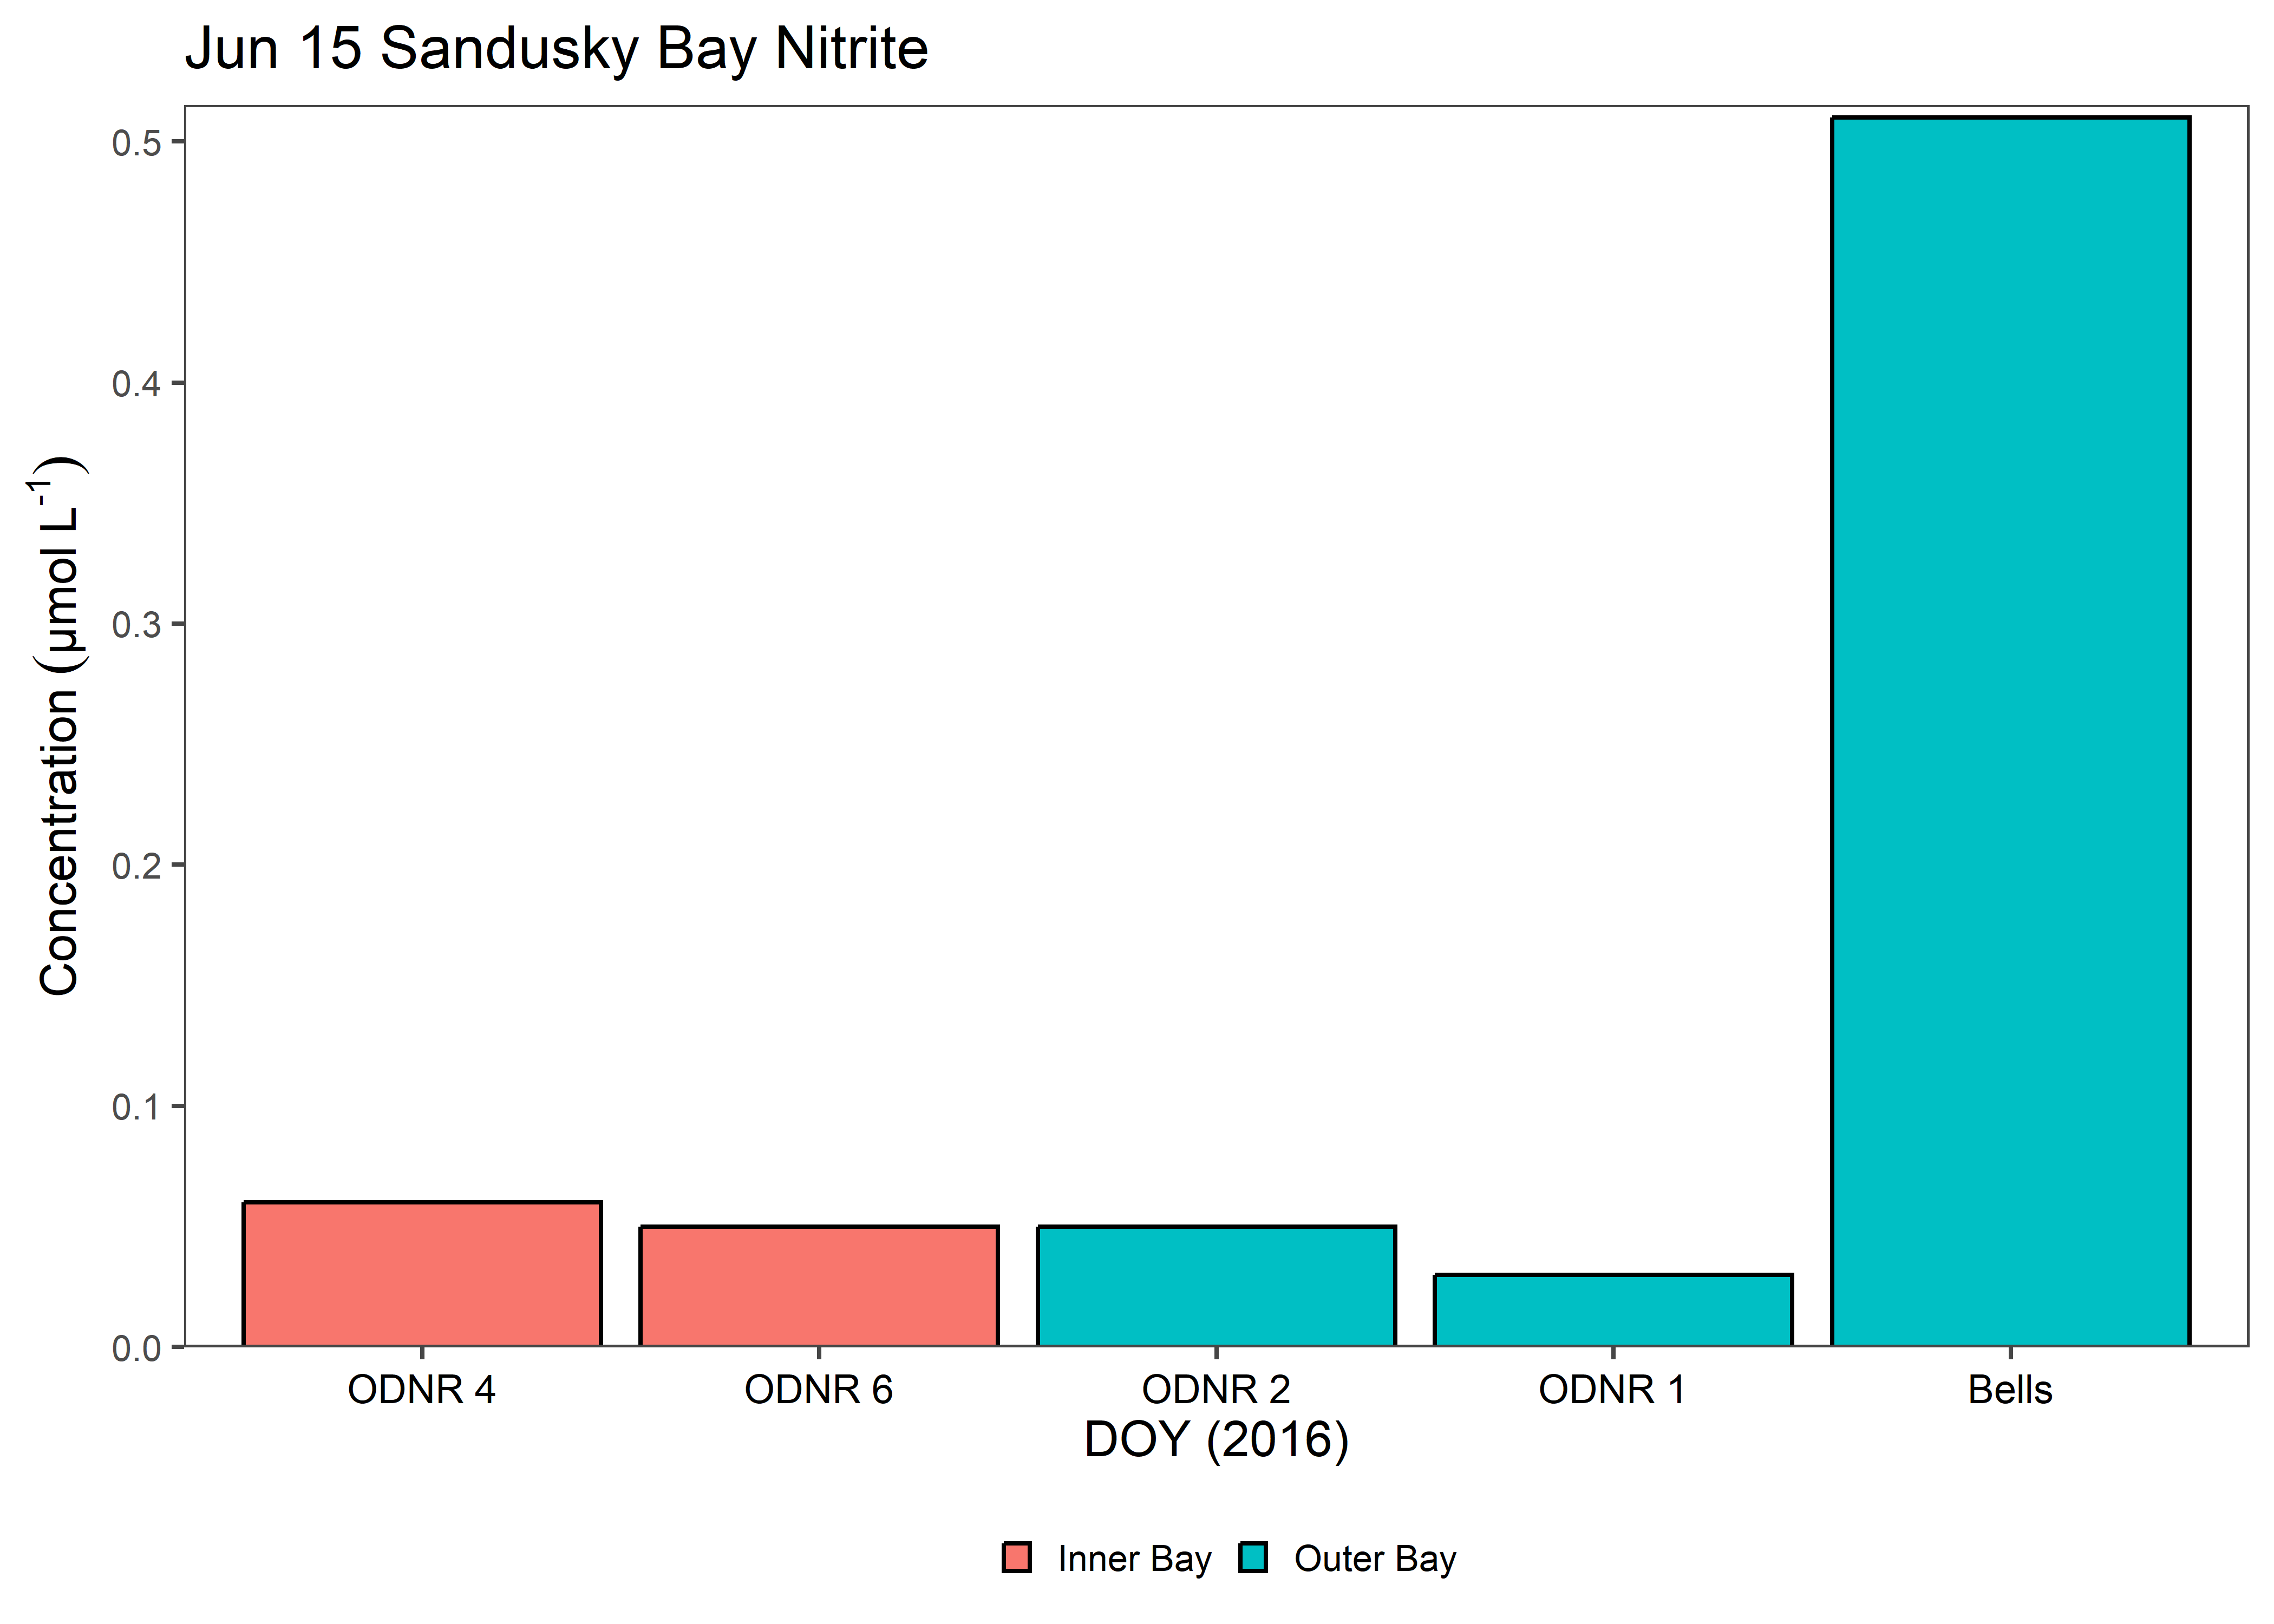 Jun 15 Sandusky Bay Nitrite
Concentration (µmol L⁻¹)
0.5
0.4
0.3
0.2
0.1
0.0
ODNR 4 ODNR 6 ODNR 2 ODNR 1 Bells
DOY (2016)
Inner Bay Outer Bay